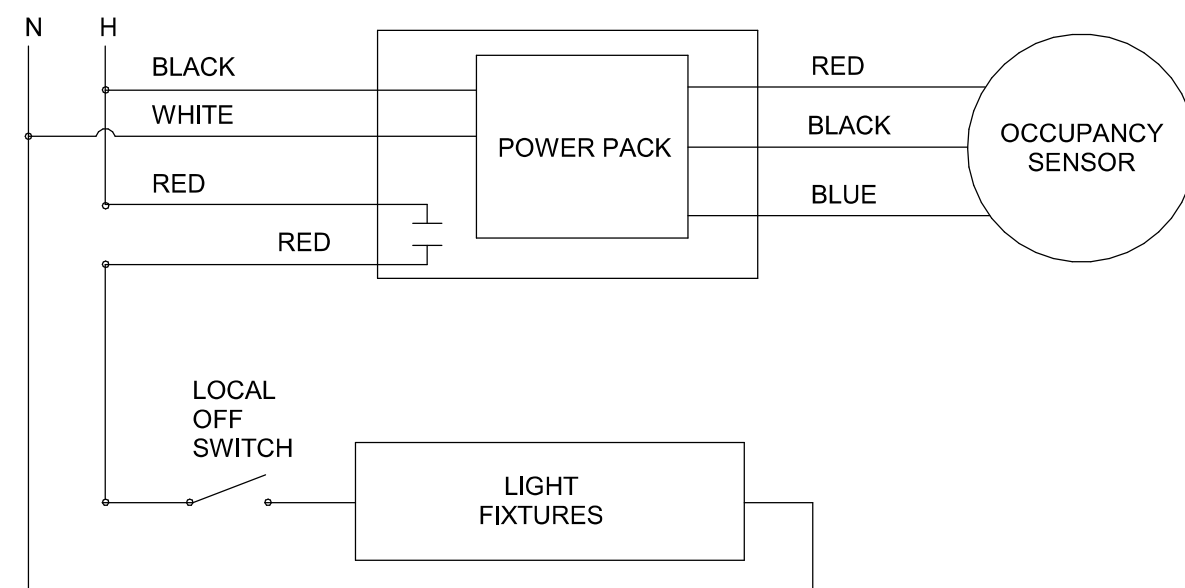 N
H
BLACK
WHITE
RED
RED
POWER PACK
RED
BLACK
BLUE
OCCUPANCY
SENSOR
LOCAL
OFF
SWITCH
LIGHT
FIXTURES